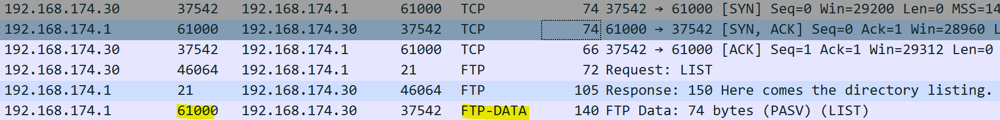 192.168.174.30 37542 192.168.174.1 61000 TCP 74 37542 → 61000 [SYN] Seq=0 Win=29200 Len=0 MSS=14
192.168.174.1 61000 192.168.174.30 37542 TCP 74 61000 → 37542 [SYN, ACK] Seq=0 Ack=1 Win=28960 L
192.168.174.30 37542 192.168.174.1 61000 TCP 66 37542 → 61000 [ACK] Seq=1 Ack=1 Win=29312 Len=0
192.168.174.30 46064 192.168.174.1 21 FTP 72 Request: LIST
192.168.174.1 21 192.168.174.30 46064 FTP 105 Response: 150 Here comes the directory listing.
192.168.174.1 61000 192.168.174.30 37542 FTP-DATA 140 FTP Data: 74 bytes (PASV) (LIST)